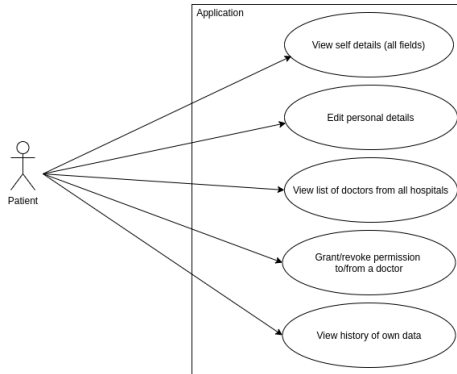 Application
View self details (all fields)
Edit personal details
View list of doctors from all hospitals
Patient
Grant/revoke permission
to/from a doctor
View history of own data